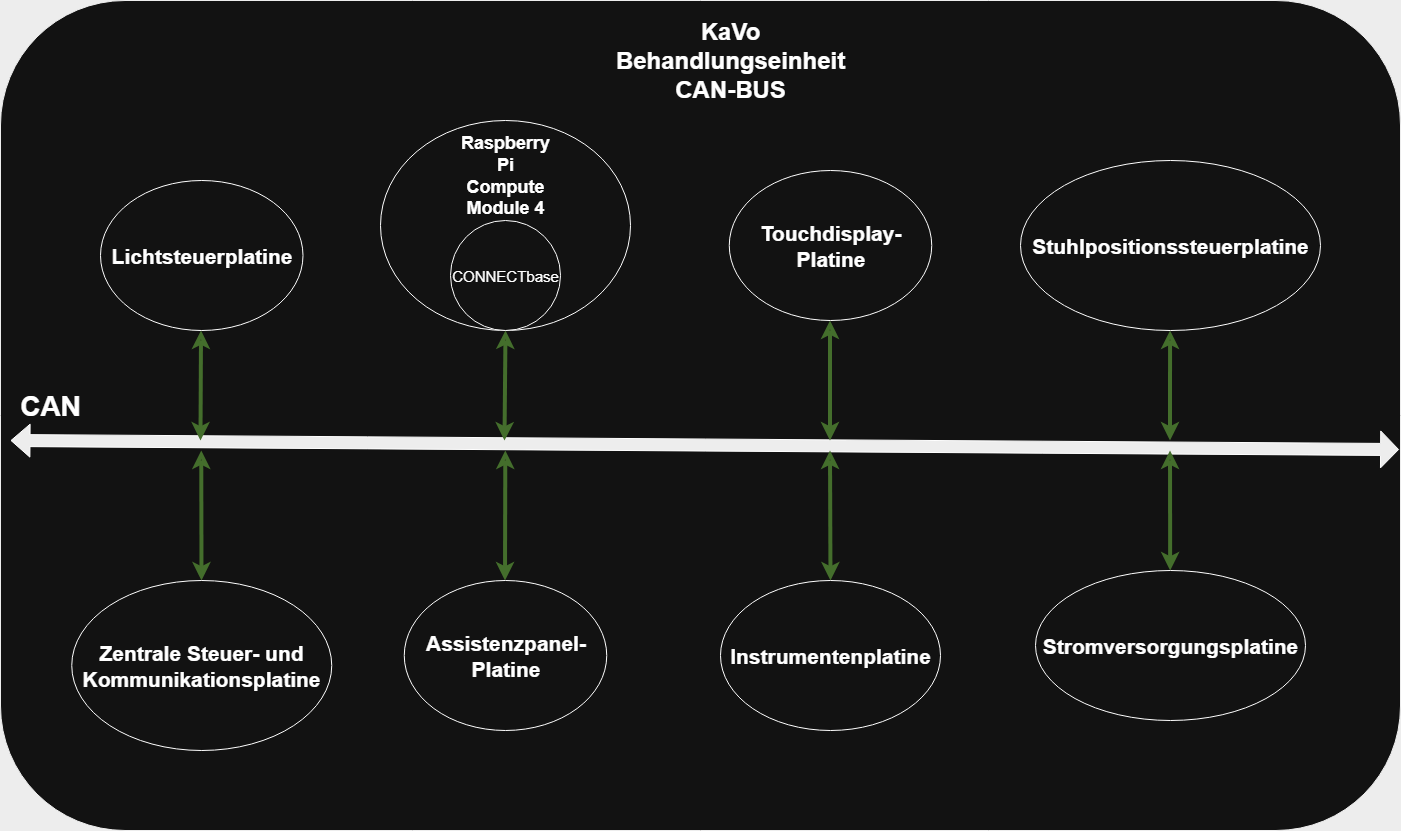 KaVo
Behandlungseinheit
CAN-BUS
Raspberry
Pi
Compute
Module 4
CONNECTbase
Lichtsteuerplatine
Touchdisplay-
Platine
Stuhlpositionssteuerplatine
CAN
Zentrale Steuer- und
Kommunikationsplatine
Assistenzpanel-
Platine
Instrumentenplatine
Stromversorgungsplatine